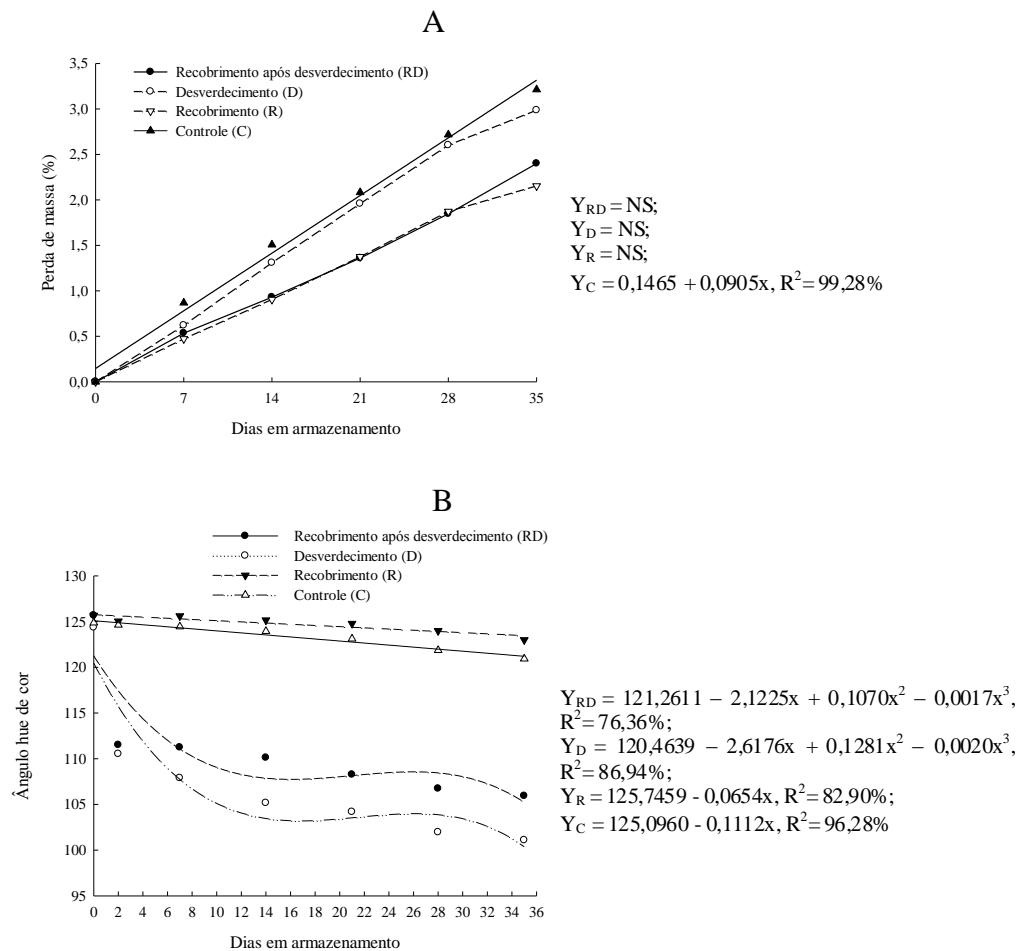 A
3,5
3,0
2,5
2,0
1,5
1,0
0,5
0,0
Perda de massa (%)
Recobrimento após desverdecimento (RD)
Desverdecimento (D)
Recobrimento (R)
Controle (C)
0 7 14 21 28 35
Dias em armazenamento
Y_RD = NS;
Y_D = NS;
Y_R = NS;
Y_C = 0,1465 + 0,0905x, R² = 99,28%
B
Recobrimento após desverdecimento (RD)
Desverdecimento (D)
Recobrimento (R)
Controle (C)
130
125
120
115
110
105
100
95
Ângulo hue de cor
0 2 4 6 8 10 12 14 16 18 20 22 24 26 28 30 32 34 36
Dias em armazenamento
Y_RD = 121,2611 – 2,1225x + 0,1070x² – 0,0017x³,
R² = 76,36%;
Y_D = 120,4639 – 2,6176x + 0,1281x² – 0,0020x³,
R² = 86,94%;
Y_R = 125,7459 - 0,0654x, R² = 82,90%;
Y_C = 125,0960 - 0,1112x, R² = 96,28%